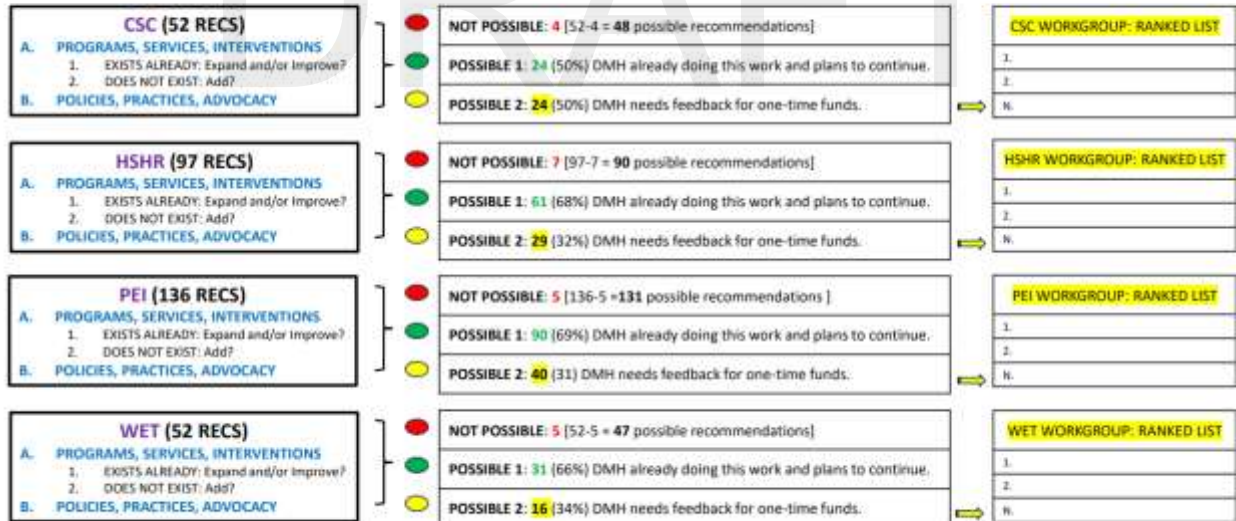 DRAFT
CSC (52 RECS)
A. PROGRAMS, SERVICES, INTERVENTIONS
1. EXISTS ALREADY: Expand and/or Improve?
2. DOES NOT EXIST: Add?
B. POLICIES, PRACTICES, ADVOCACY
NOT POSSIBLE: 4 [52-4 = 48 possible recommendations]
POSSIBLE 1: 24 (50%) DMH already doing this work and plans to continue.
POSSIBLE 2: 24 (50%) DMH needs feedback for one-time funds.
CSC WORKGROUP: RANKED LIST
1.
2.
N.
HSHR (97 RECS)
A. PROGRAMS, SERVICES, INTERVENTIONS
1. EXISTS ALREADY: Expand and/or Improve?
2. DOES NOT EXIST: Add?
B. POLICIES, PRACTICES, ADVOCACY
NOT POSSIBLE: 7 [97-7 = 90 possible recommendations]
POSSIBLE 1: 61 (68%) DMH already doing this work and plans to continue.
POSSIBLE 2: 29 (32%) DMH needs feedback for one-time funds.
HSHR WORKGROUP: RANKED LIST
1.
2.
N.
PEI (136 RECS)
A. PROGRAMS, SERVICES, INTERVENTIONS
1. EXISTS ALREADY: Expand and/or Improve?
2. DOES NOT EXIST: Add?
B. POLICIES, PRACTICES, ADVOCACY
NOT POSSIBLE: 5 [136-5 =131 possible recommendations ]
POSSIBLE 1: 90 (69%) DMH already doing this work and plans to continue.
POSSIBLE 2: 40 (31) DMH needs feedback for one-time funds.
PEI WORKGROUP: RANKED LIST
1.
2.
N.
WET (52 RECS)
A. PROGRAMS, SERVICES, INTERVENTIONS
1. EXISTS ALREADY: Expand and/or Improve?
2. DOES NOT EXIST: Add?
B. POLICIES, PRACTICES, ADVOCACY
NOT POSSIBLE: 5 [52-5 = 47 possible recommendations]
POSSIBLE 1: 31 (66%) DMH already doing this work and plans to continue.
POSSIBLE 2: 16 (34%) DMH needs feedback for one-time funds.
WET WORKGROUP: RANKED LIST
1.
2.
N.